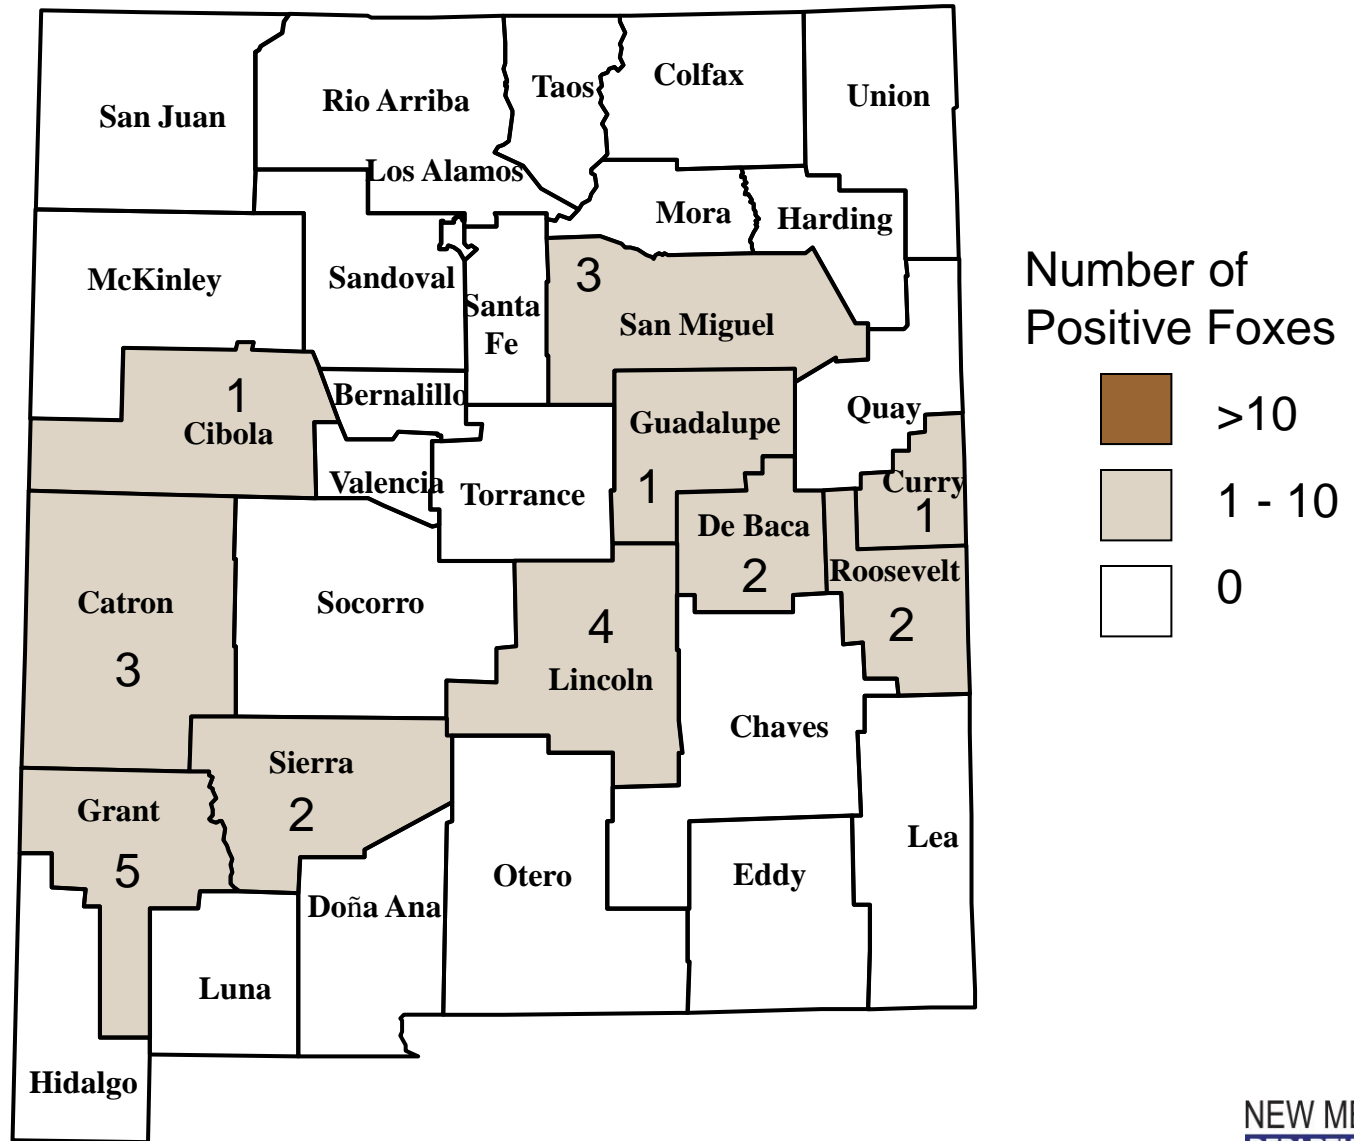 San Juan
Rio Arriba
Taos
Colfax
Union
Los Alamos
Mora
Harding
McKinley
Sandoval
Santa
Fe
3
San Miguel
1
Cibola
Bernalillo
Guadalupe
1
Quay
Valencia
Torrance
Curry
1
De Baca
2
Roosevelt
2
Catron
3
Socorro
4
Lincoln
Chaves
Sierra
2
Grant
5
Lea
Otero
Eddy
Doña Ana
Luna
Hidalgo
Number of
Positive Foxes
>10
1 - 10
0
NEW